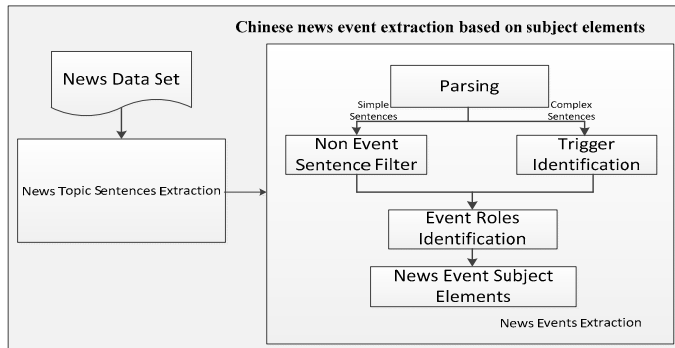 Chinese news event extraction based on subject elements
News Data Set
News Topic Sentences Extraction
Parsing
Simple
Sentences
Complex
Sentences
Non Event
Sentence Filter
Trigger
Identification
Event Roles
Identification
News Event Subject
Elements
News Events Extraction